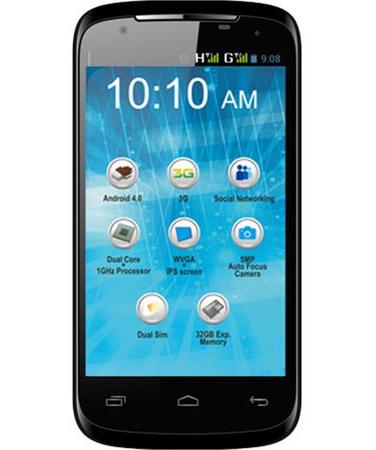 H G 9:08
10:10 AM
Android 4.0
3G
3G
Social Networking
Dual Core
+
1GHz Processor
WVGA
+
IPS screen
5MP
Auto Focus
Camera
Dual Sim
32GB Exp.
Memory